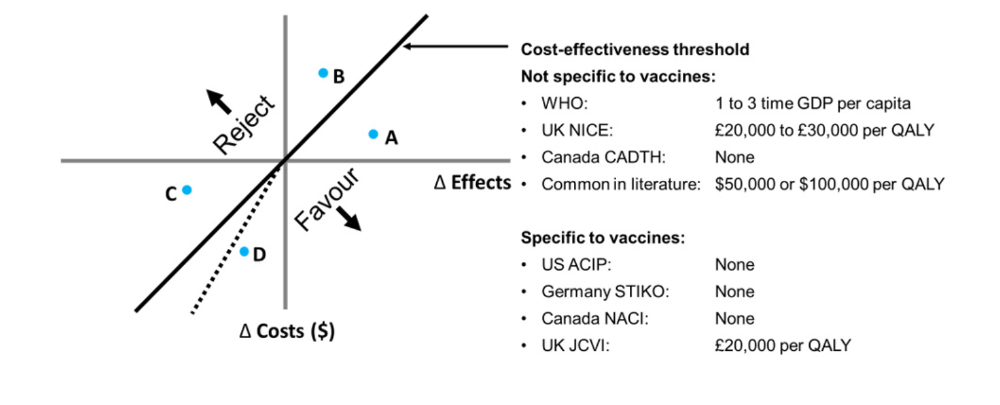 B
A
C
D
Reject
Favour
Δ Effects
Δ Costs ($)
Cost-effectiveness threshold
Not specific to vaccines:
• WHO: 1 to 3 time GDP per capita
• UK NICE: £20,000 to £30,000 per QALY
• Canada CADTH: None
• Common in literature: $50,000 or $100,000 per QALY
Specific to vaccines:
• US ACIP: None
• Germany STIKO: None
• Canada NACI: None
• UK JCVI: £20,000 per QALY